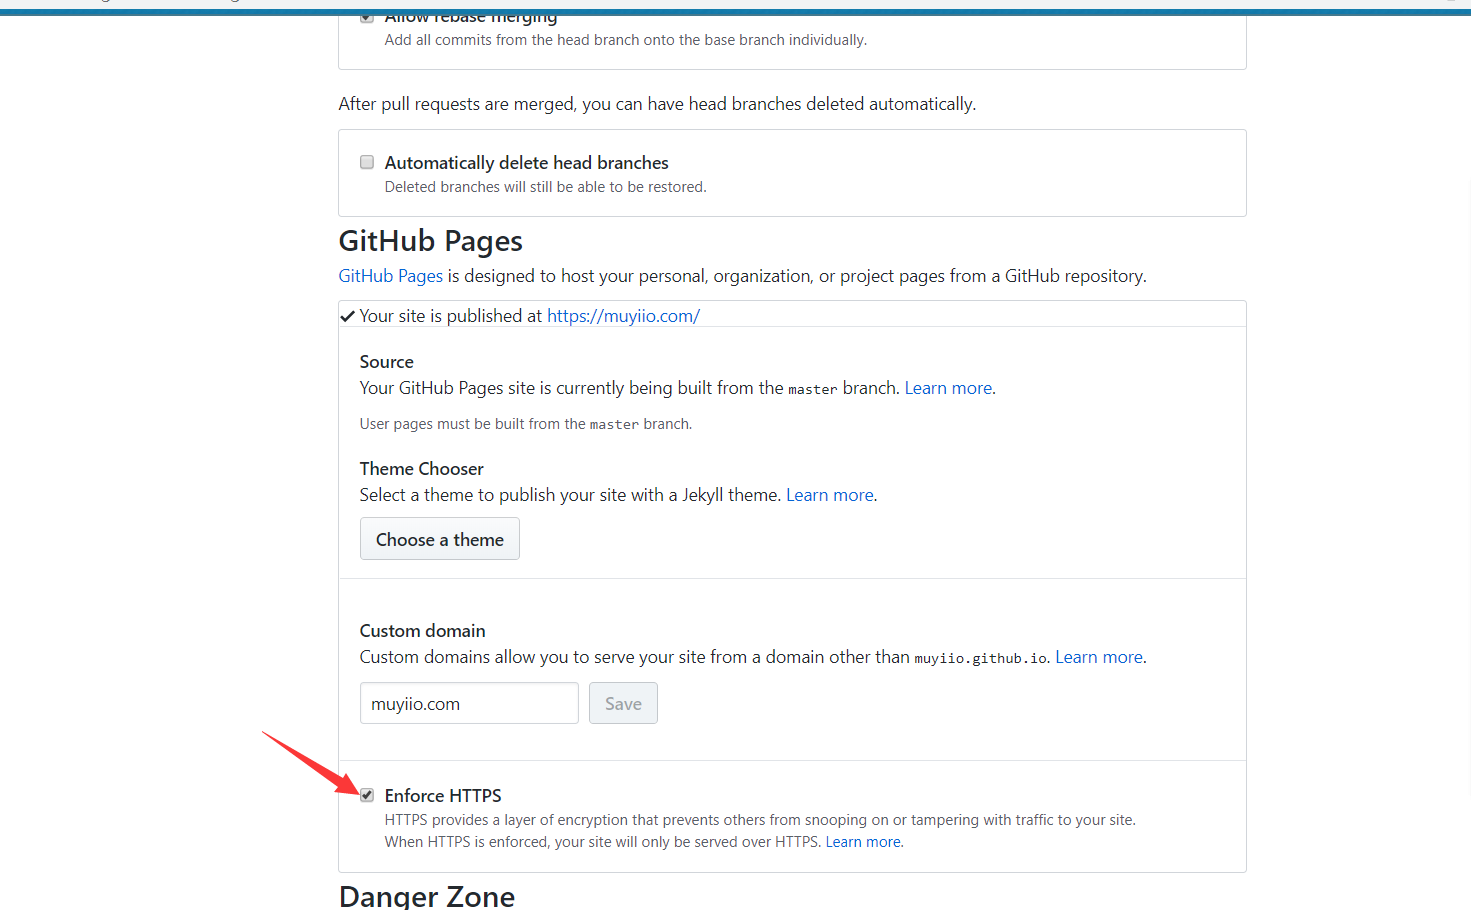 Allow rebase merging
Add all commits from the head branch onto the base branch individually.
After pull requests are merged, you can have head branches deleted automatically.
Automatically delete head branches
Deleted branches will still be able to be restored.
GitHub Pages
GitHub Pages is designed to host your personal, organization, or project pages from a GitHub repository.
Your site is published at https://muyiio.com/
Source
Your GitHub Pages site is currently being built from the master branch. Learn more.
User pages must be built from the master branch.
Theme Chooser
Select a theme to publish your site with a Jekyll theme. Learn more.
Choose a theme
Custom domain
Custom domains allow you to serve your site from a domain other than muyiio.github.io. Learn more.
muyiio.com Save
Enforce HTTPS
HTTPS provides a layer of encryption that prevents others from snooping on or tampering with traffic to your site.
When HTTPS is enforced, your site will only be served over HTTPS. Learn more.
Danger Zone